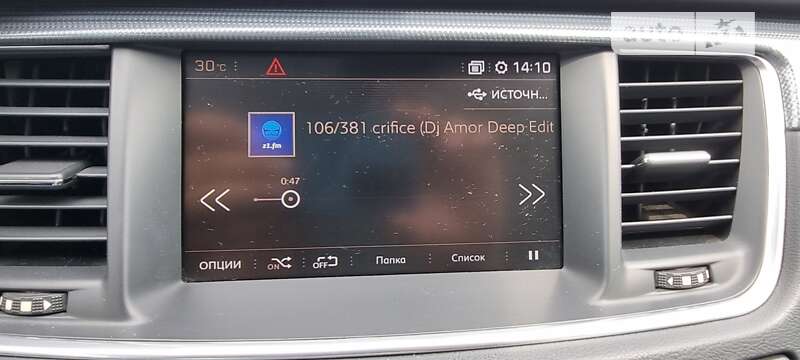 auto
30°C 14:10
ИСТОЧН...
106/381 crifice (Dj Amor Deep Edit
z1.fm
0:47
ОПЦИИ ON OFF Папка Список